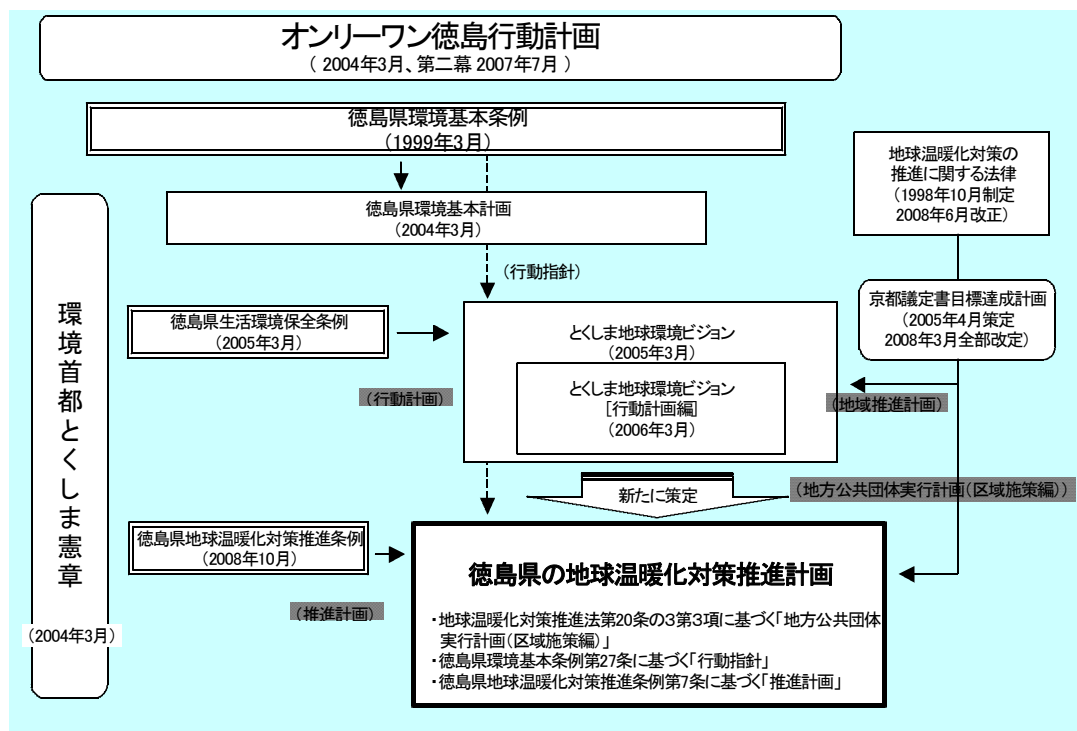 オンリーワン徳島行動計画
（ 2004年3月、第二幕 2007年7月 ）
徳島県環境基本条例
（1999年3月）
地球温暖化対策の
推進に関する法律
（1998年10月制定
2008年6月改正）
徳島県環境基本計画
（2004年3月）
（行動指針）
京都議定書目標達成計画
（2005年4月策定
2008年3月全部改定）
環境首都とくしま憲章
（2004年3月）
徳島県生活環境保全条例
（2005年3月）
とくしま地球環境ビジョン
（2005年3月）
（行動計画）
とくしま地球環境ビジョン
［行動計画編］
（2006年3月）
（地域推進計画）
新たに策定
（地方公共団体実行計画（区域施策編））
徳島県地球温暖化対策推進条例
（2008年10月）
（推進計画）
徳島県の地球温暖化対策推進計画
・地球温暖化対策推進法第20条の３第３項に基づく「地方公共団体
実行計画（区域施策編）」
・徳島県環境基本条例第27条に基づく「行動指針」
・徳島県地球温暖化対策推進条例第7条に基づく「推進計画」